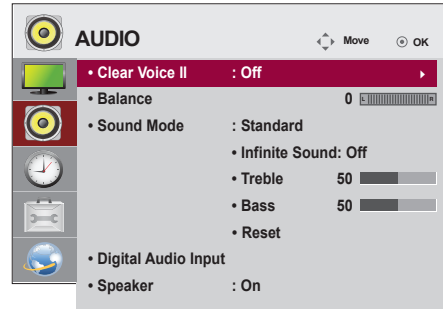 AUDIO Move OK
• Clear Voice II : Off
• Balance 0 L R
• Sound Mode : Standard
• Infinite Sound: Off
• Treble 50
• Bass 50
• Reset
• Digital Audio Input
• Speaker : On